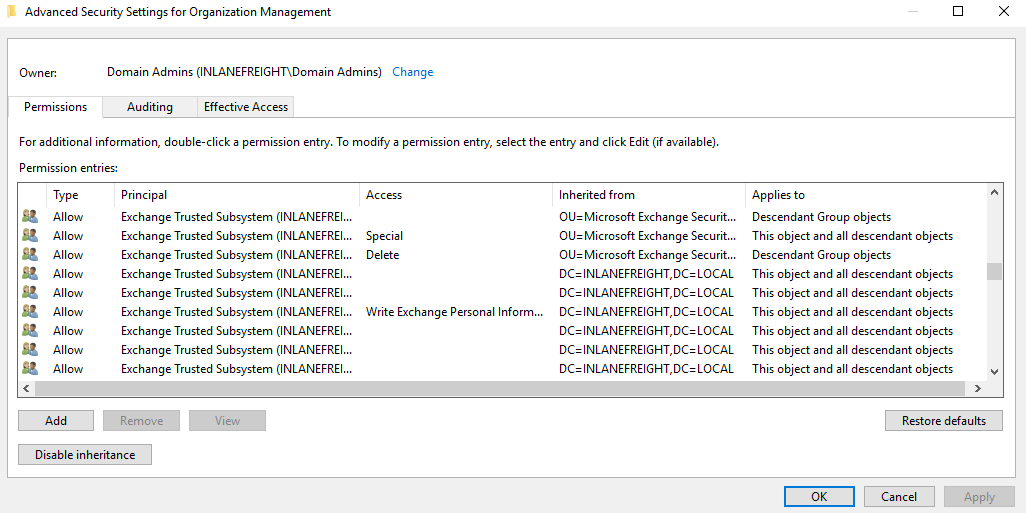 Advanced Security Settings for Organization Management
Owner: Domain Admins (INLANEFREIGHT\Domain Admins) Change
Permissions Auditing Effective Access
For additional information, double-click a permission entry. To modify a permission entry, select the entry and click Edit (if available).
Permission entries:
Type Principal Access Inherited from Applies to
Allow Exchange Trusted Subsystem (INLANEFREI... OU=Microsoft Exchange Securit... Descendant Group objects
Allow Exchange Trusted Subsystem (INLANEFREI... Special OU=Microsoft Exchange Securit... This object and all descendant objects
Allow Exchange Trusted Subsystem (INLANEFREI... Delete OU=Microsoft Exchange Securit... Descendant Group objects
Allow Exchange Trusted Subsystem (INLANEFREI... DC=INLANEFREIGHT,DC=LOCAL This object and all descendant objects
Allow Exchange Trusted Subsystem (INLANEFREI... DC=INLANEFREIGHT,DC=LOCAL This object and all descendant objects
Allow Exchange Trusted Subsystem (INLANEFREI... Write Exchange Personal Inform... DC=INLANEFREIGHT,DC=LOCAL This object and all descendant objects
Allow Exchange Trusted Subsystem (INLANEFREI... DC=INLANEFREIGHT,DC=LOCAL This object and all descendant objects
Allow Exchange Trusted Subsystem (INLANEFREI... DC=INLANEFREIGHT,DC=LOCAL This object and all descendant objects
Allow Exchange Trusted Subsystem (INLANEFREI... DC=INLANEFREIGHT,DC=LOCAL This object and all descendant objects
Add Remove View Restore defaults
Disable inheritance
OK Cancel Apply